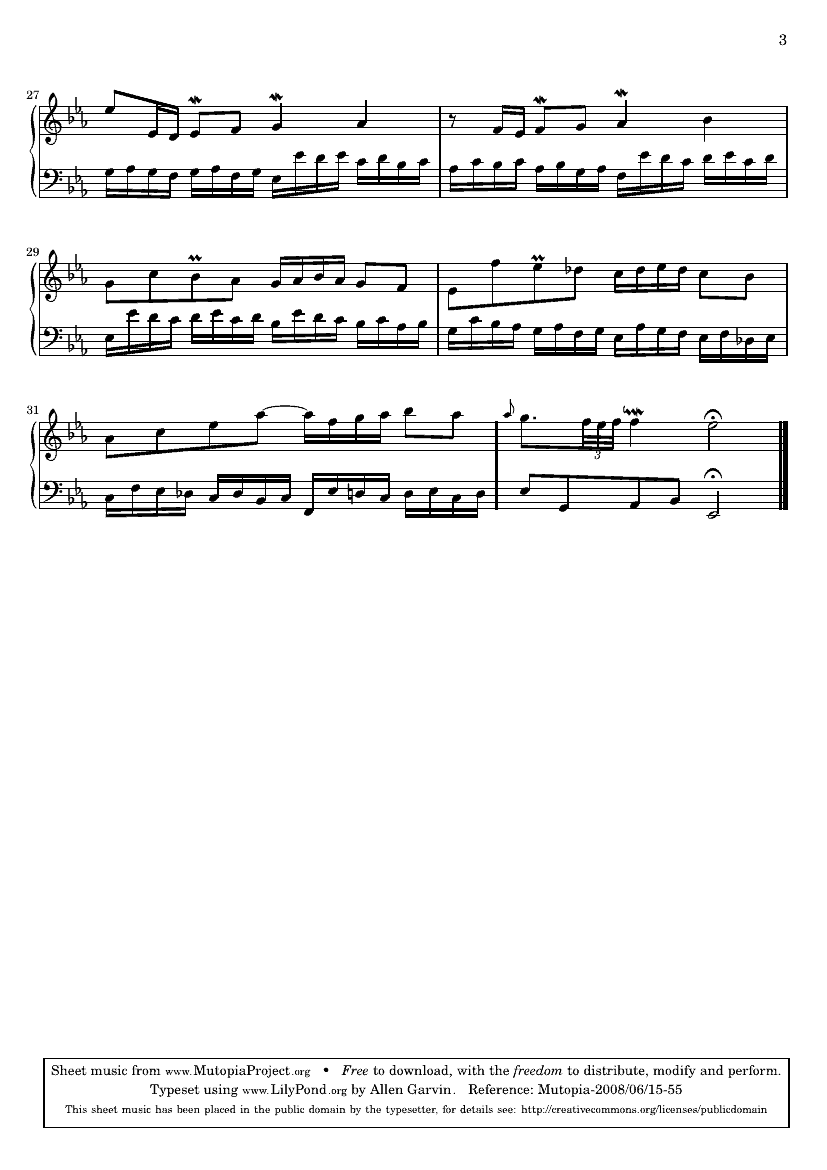 3
27
29
31
3
Sheet music from www.MutopiaProject.org • Free to download, with the freedom to distribute, modify and perform.
Typeset using www.LilyPond.org by Allen Garvin. Reference: Mutopia-2008/06/15-55
This sheet music has been placed in the public domain by the typesetter, for details see: http://creativecommons.org/licenses/publicdomain